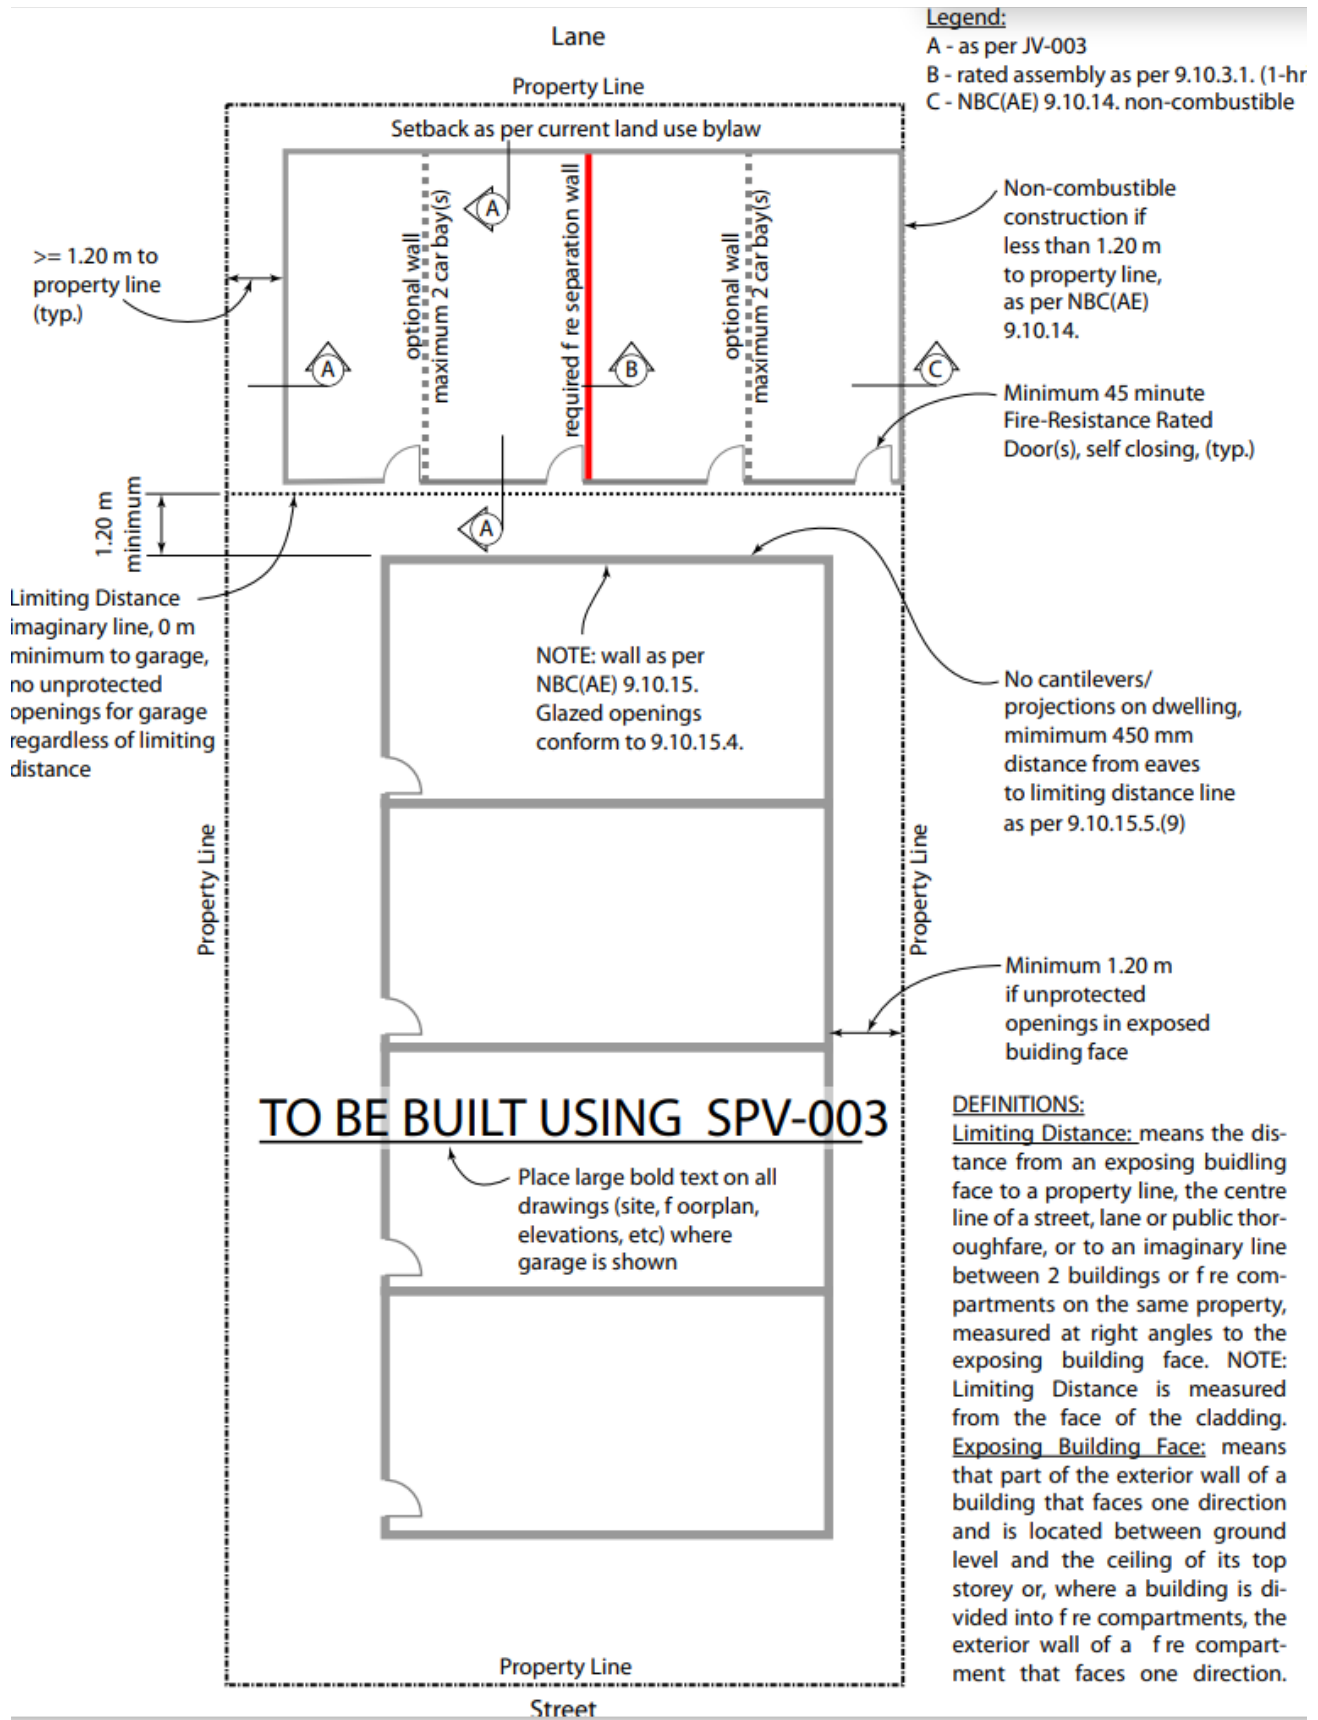 Lane
Legend:
A - as per JV-003
B - rated assembly as per 9.10.3.1. (1-hr
C - NBC(AE) 9.10.14. non-combustible
Property Line
Setback as per current land use bylaw
>= 1.20 m to
property line
(typ.)
optional wall
maximum 2 car bay(s)
required f re separation wall
optional wall
maximum 2 car bay(s)
A
A
B
C
Non-combustible
construction if
less than 1.20 m
to property line,
as per NBC(AE)
9.10.14.
Minimum 45 minute
Fire-Resistance Rated
Door(s), self closing, (typ.)
1.20 m
minimum
A
Limiting Distance
imaginary line, 0 m
minimum to garage,
no unprotected
openings for garage
regardless of limiting
distance
NOTE: wall as per
NBC(AE) 9.10.15.
Glazed openings
conform to 9.10.15.4.
No cantilevers/
projections on dwelling,
mimimum 450 mm
distance from eaves
to limiting distance line
as per 9.10.15.5.(9)
Property Line
Property Line
Minimum 1.20 m
if unprotected
openings in exposed
buiding face
TO BE BUILT USING SPV-003
Place large bold text on all
drawings (site, f oorplan,
elevations, etc) where
garage is shown
DEFINITIONS:
Limiting Distance: means the dis-
tance from an exposing buidling
face to a property line, the centre
line of a street, lane or public thor-
oughfare, or to an imaginary line
between 2 buildings or f re com-
partments on the same property,
measured at right angles to the
exposing building face. NOTE:
Limiting Distance is measured
from the face of the cladding.
Exposing Building Face: means
that part of the exterior wall of a
building that faces one direction
and is located between ground
level and the ceiling of its top
storey or, where a building is di-
vided into f re compartments, the
exterior wall of a f re compart-
ment that faces one direction.
Property Line
Street